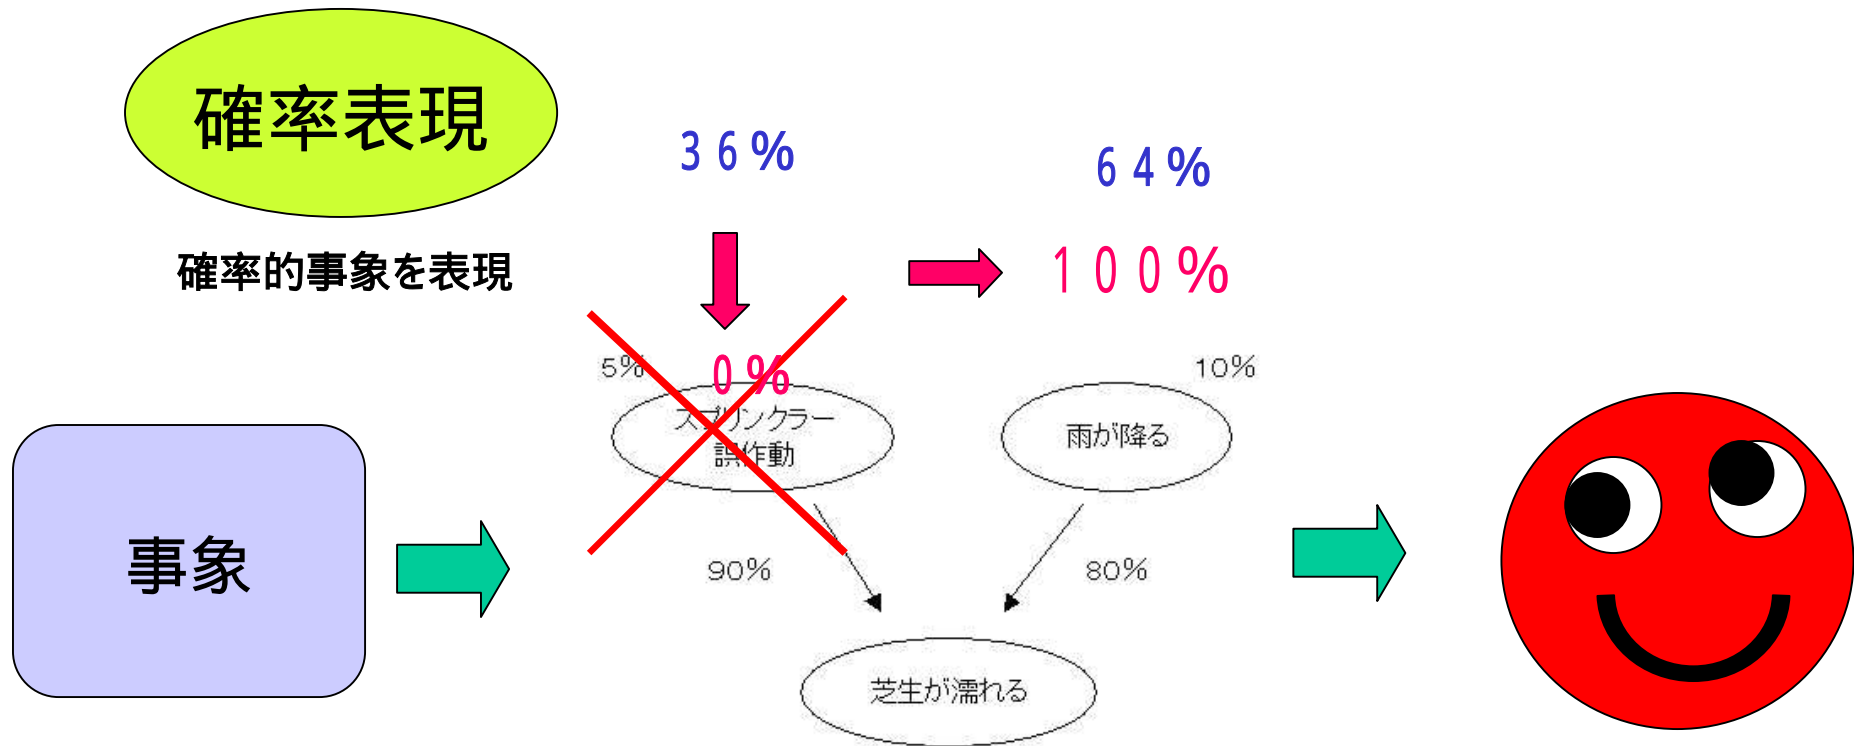 確率表現
36%
64%
確率的事象を表現
100%
0%
5%
10%
スプリンクラー
誤作動
雨が降る
事象
90%
80%
芝生が濡れる